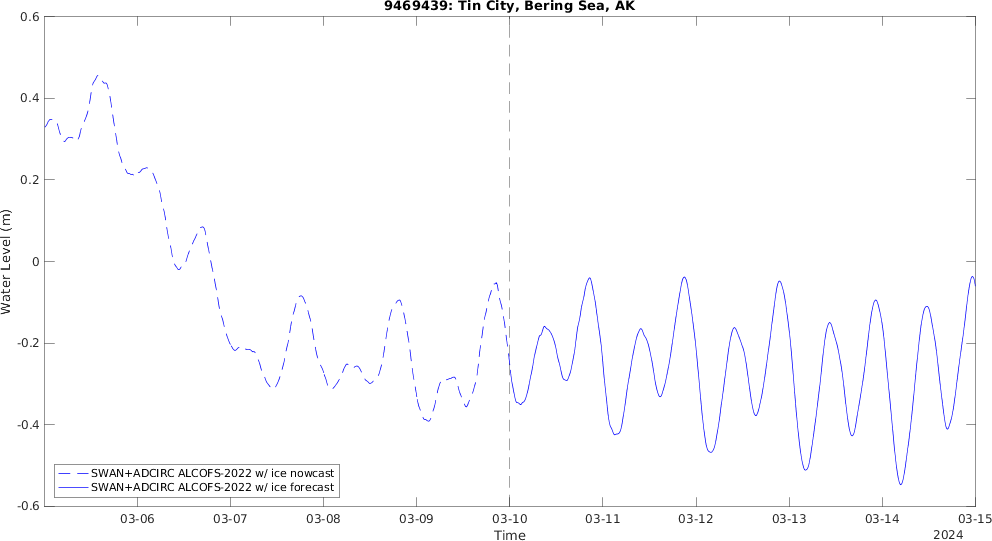 9469439: Tin City, Bering Sea, AK
0.6
0.4
0.2
0
-0.2
-0.4
-0.6
Water Level (m)
SWAN+ADCIRC ALCOFS-2022 w/ ice nowcast
SWAN+ADCIRC ALCOFS-2022 w/ ice forecast
03-06 03-07 03-08 03-09 03-10 03-11 03-12 03-13 03-14 03-15
Time
2024